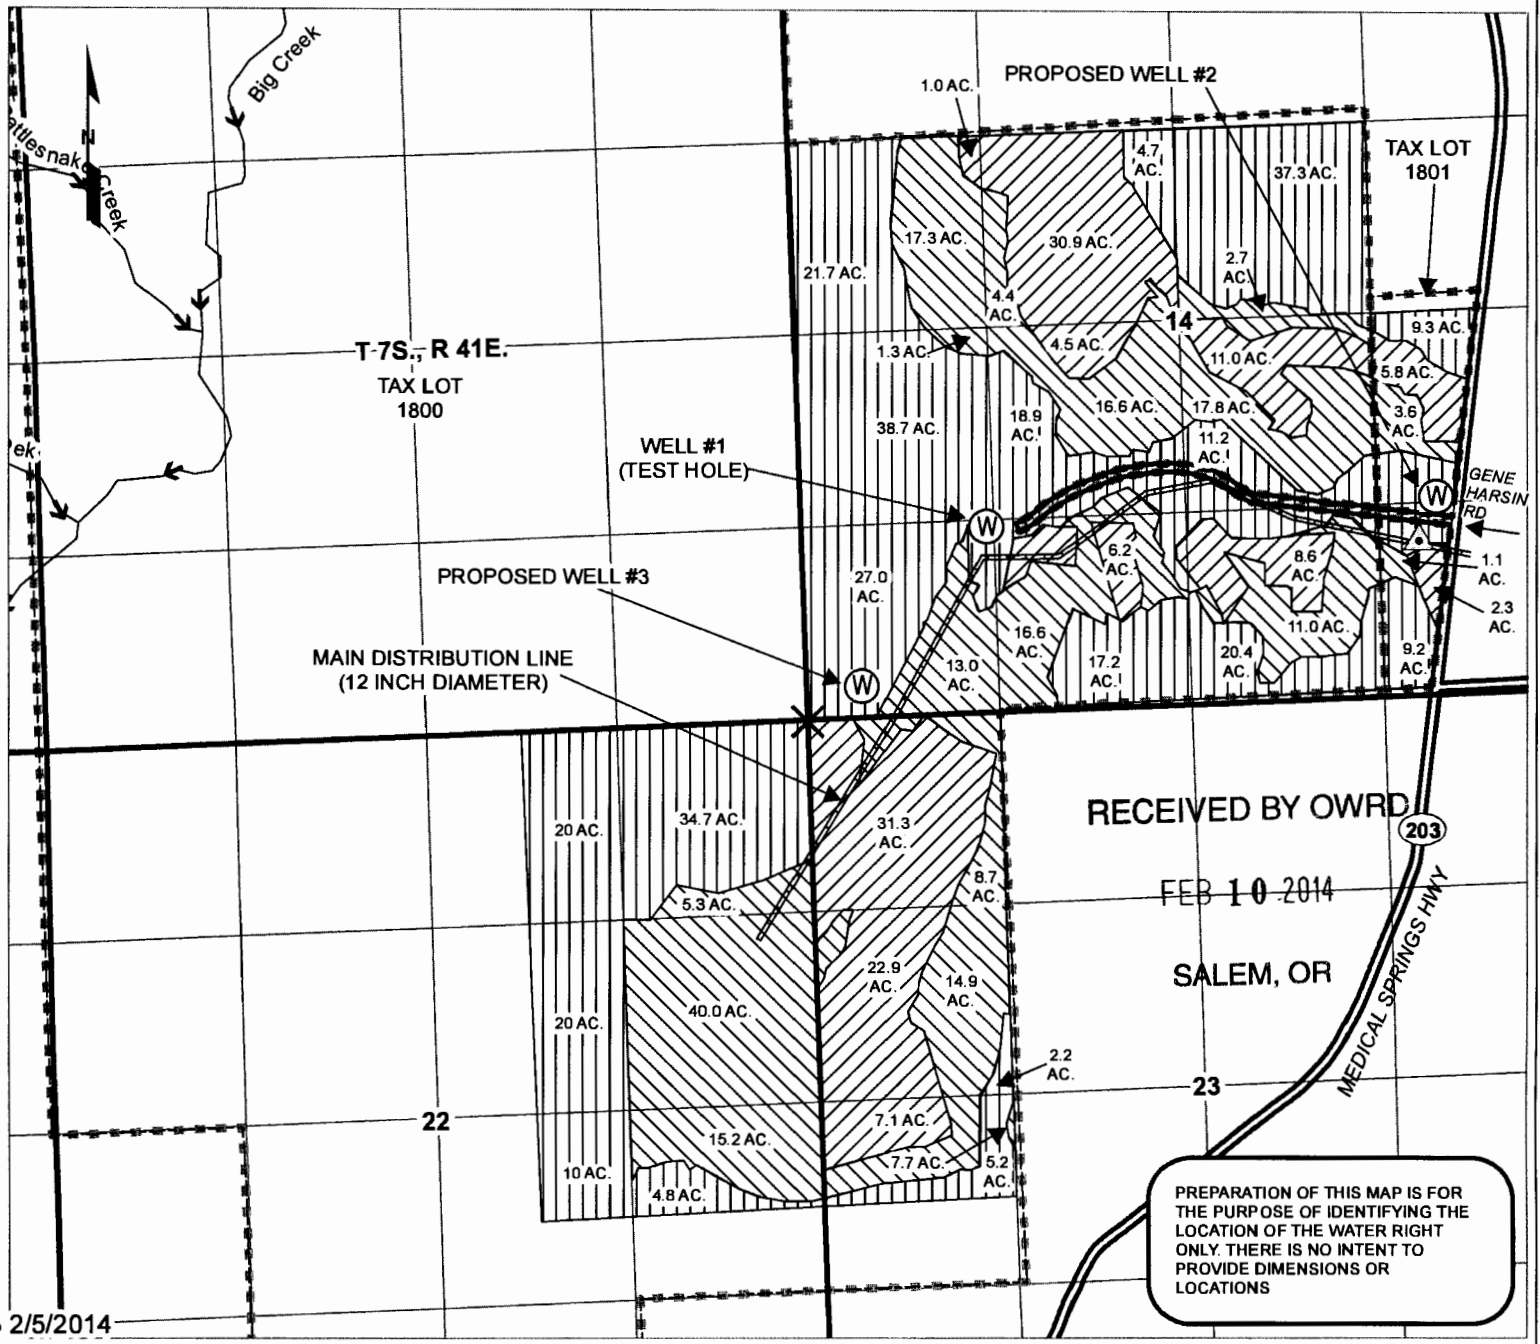 Big Creek
Creek
N
1.0 AC.
PROPOSED WELL #2
4.7
AC.
37.3 AC.
TAX LOT
1801
17.3 AC.
30.9 AC.
21.7 AC.
2.7
AC.
4.4
AC.
14
9.3 AC.
T 7S., R 41E.
TAX LOT
1800
1.3 AC.
4.5 AC.
11.0 AC.
5.8 AC.
38.7 AC.
18.9
AC.
16.6 AC.
17.8 AC.
3.6
AC.
11.2
AC.
WELL #1
(TEST HOLE)
W
W
GENE
HARSIN
RD
PROPOSED WELL #3
27.0
AC.
6.2
AC.
8.6
AC.
1.1
AC.
2.3
AC.
16.6
AC.
11.0 AC.
MAIN DISTRIBUTION LINE
(12 INCH DIAMETER)
W
13.0
AC.
17.2
AC.
20.4
AC.
9.2
AC.
20 AC.
34.7 AC.
31.3
AC.
RECEIVED BY OWRD
203
5.3 AC.
8.7
AC.
FEB 10 2014
MEDICAL SPRINGS HWY
22.9
AC.
14.9
AC.
SALEM, OR
20 AC.
40.0 AC.
2.2
AC.
23
22
15.2 AC.
7.1 AC.
7.7 AC.
5.2
AC.
10 AC.
4.8 AC.
PREPARATION OF THIS MAP IS FOR
THE PURPOSE OF IDENTIFYING THE
LOCATION OF THE WATER RIGHT
ONLY. THERE IS NO INTENT TO
PROVIDE DIMENSIONS OR
LOCATIONS
2/5/2014